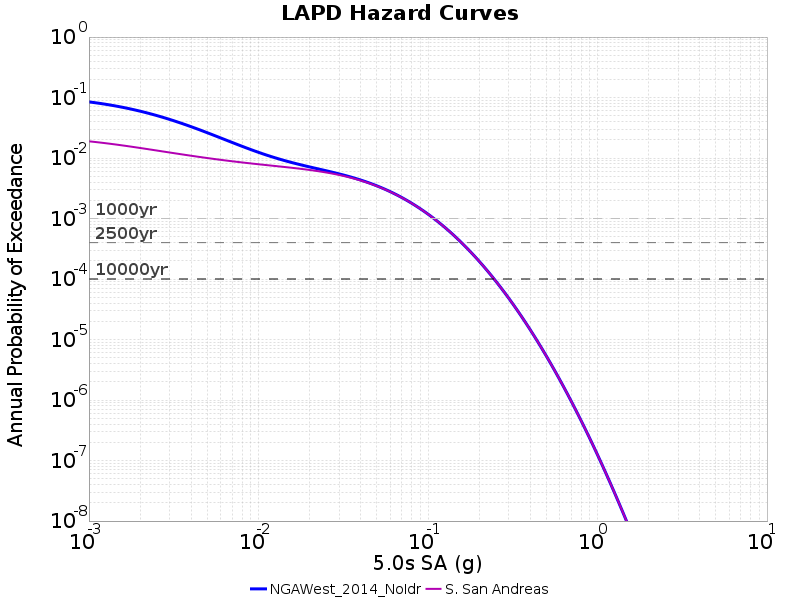 LAPD Hazard Curves
10^0
10^-1
10^-2
10^-3
10^-4
10^-5
10^-6
10^-7
10^-8
Annual Probability of Exceedance
1000yr
2500yr
10000yr
10^-3 10^-2 10^-1 10^0 10^1
5.0s SA (g)
NGAWest_2014_NoIdr S. San Andreas